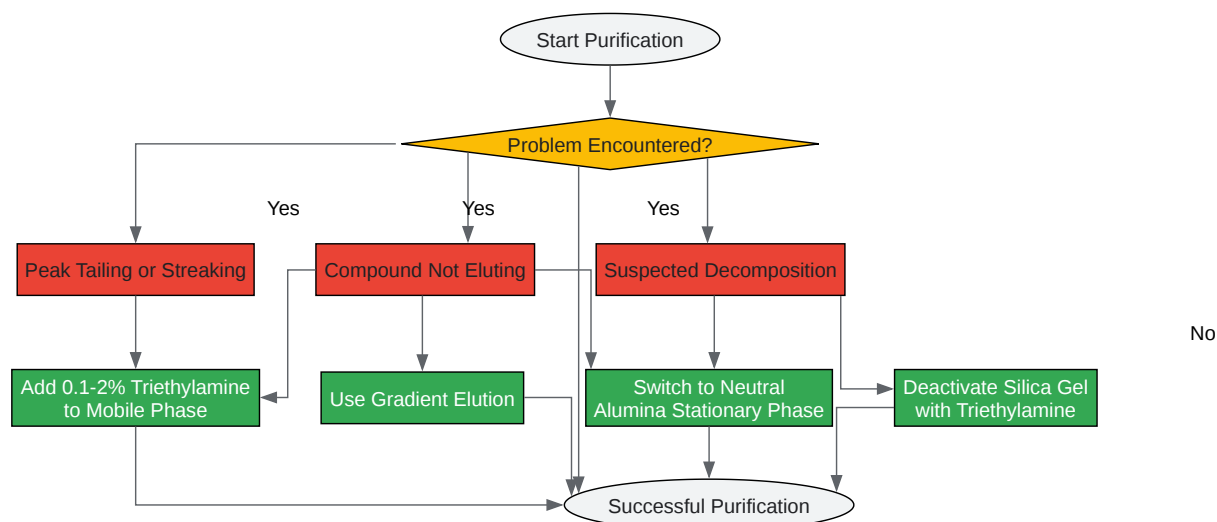 Start Purification
Problem Encountered?
Yes
Yes
Yes
Peak Tailing or Streaking
Compound Not Eluting
Suspected Decomposition
No
Add 0.1-2% Triethylamine
to Mobile Phase
Use Gradient Elution
Switch to Neutral
Alumina Stationary Phase
Deactivate Silica Gel
with Triethylamine
Successful Purification